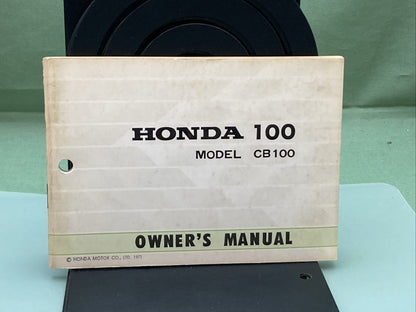 HONDA 100
MODEL CB100
OWNER'S MANUAL
© HONDA MOTOR CO., LTD. 1971